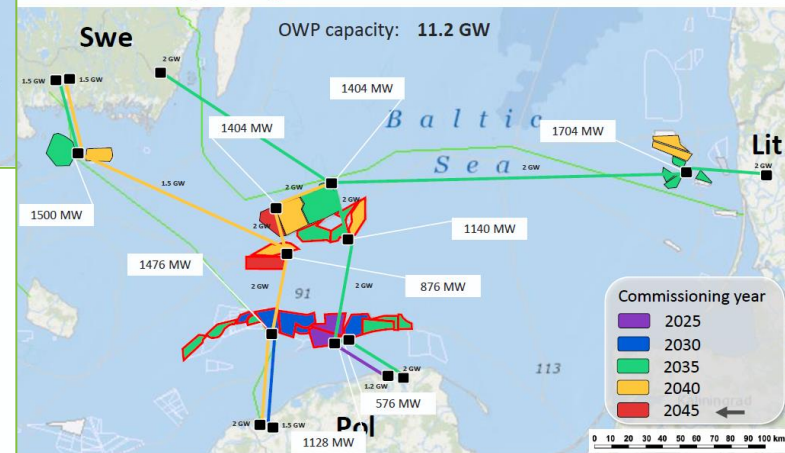 Swe
OWP capacity: 11.2 GW
2 GW
1.5 GW
1.5 GW
1404 MW
1404 MW
Baltic
1704 MW
Lit
Sea
2 GW
2 GW
1.5 GW
2 GW
2 GW
1500 MW
2 GW
1140 MW
1476 MW
876 MW
2 GW
2 GW
91
Commissioning year
2025
2030
2035
2040
2045
113
2 GW
1.2 GW
576 MW
2 GW
1.5 GW
Pol
1128 MW
0 10 20 30 40 50 60 70 80 90 100 km